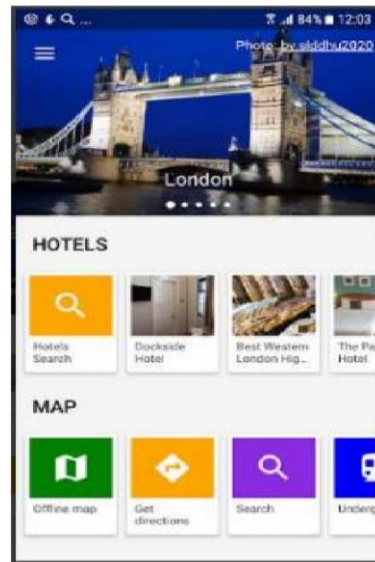 84% 12:03
Photo: by siddhu2020
London
HOTELS
Hotels Search
Dockside Hotel
Best Western London Hig...
The Pa
Hotel
MAP
Offline map
Get directions
Search
Underg